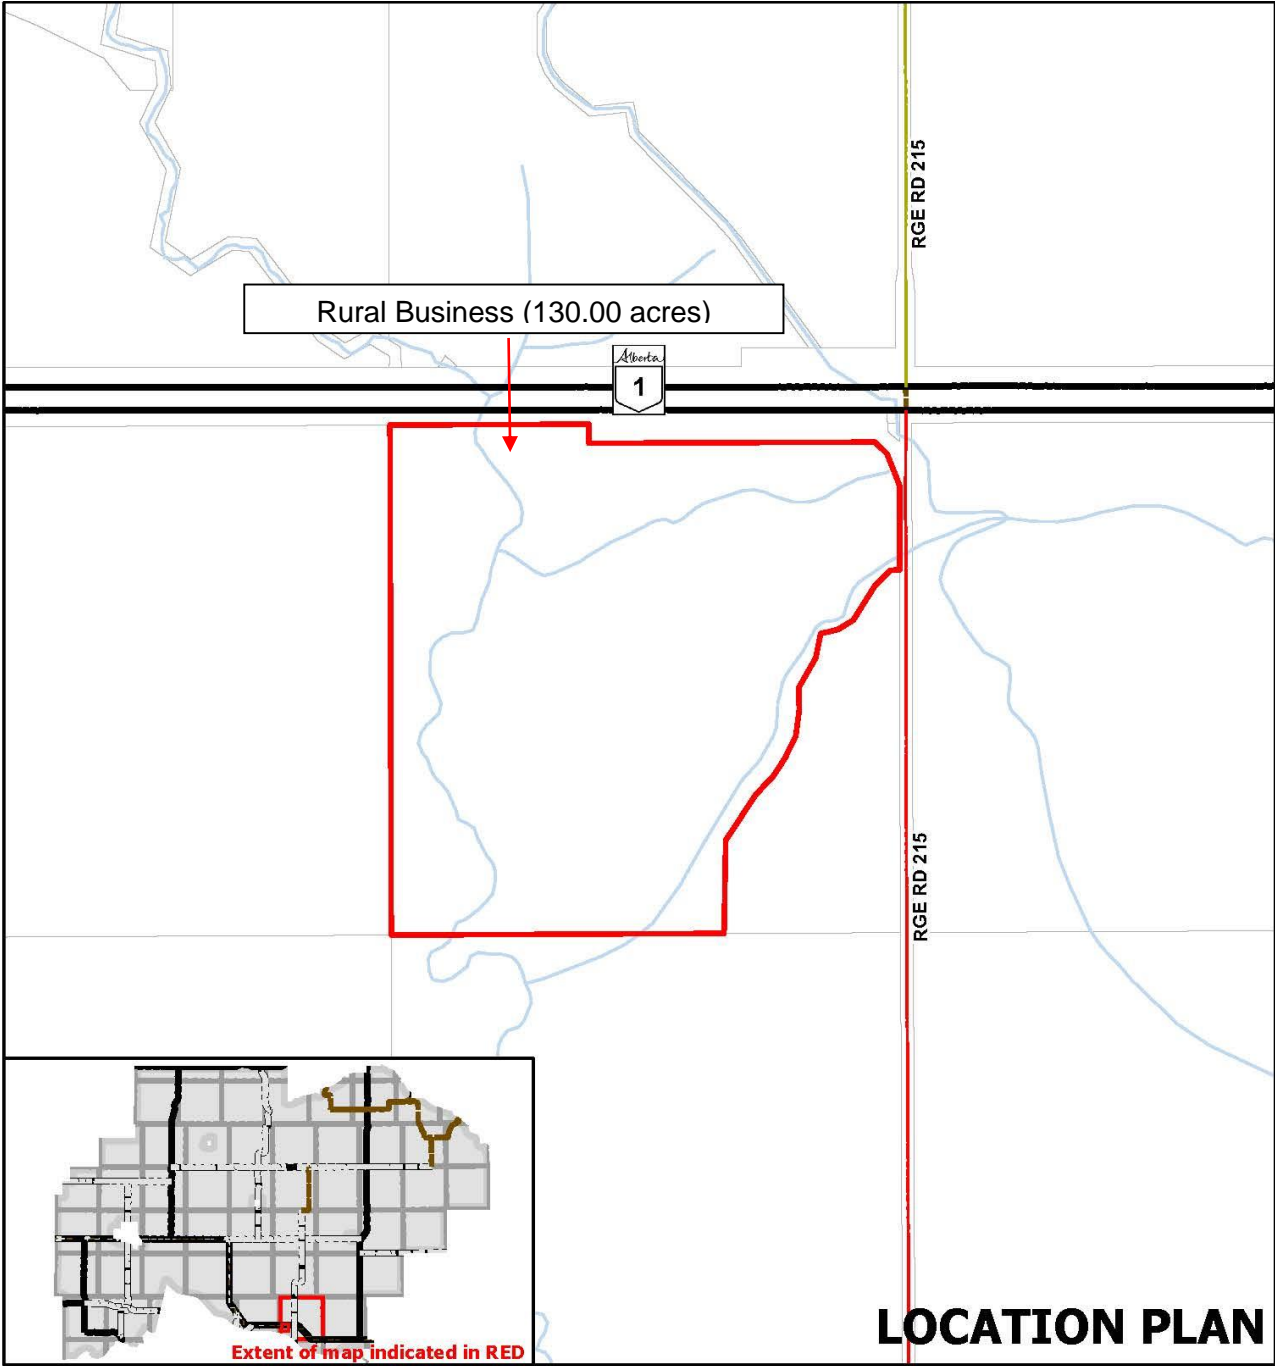 RGE RD 215
Rural Business (130.00 acres)
Alberta
1
RGE RD 215
Extent of map indicated in RED
LOCATION PLAN